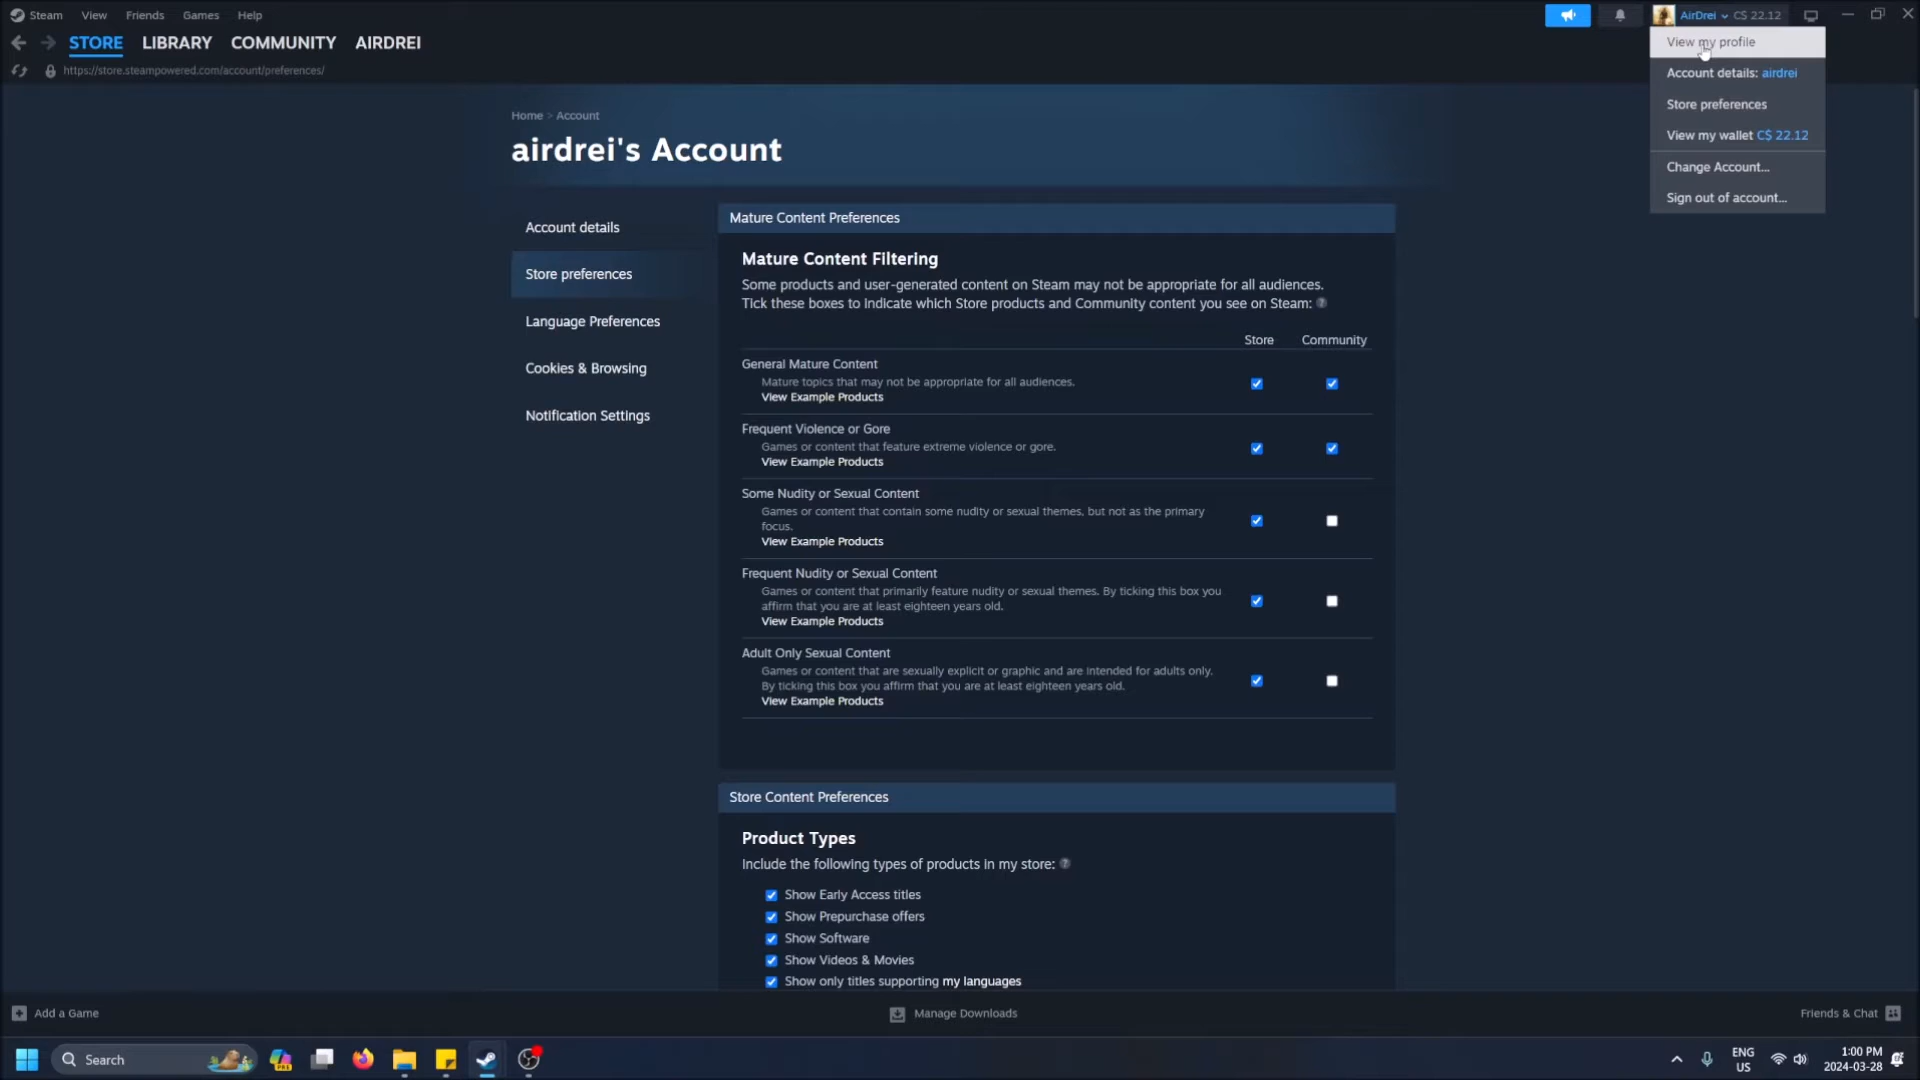 Steam View Friends Games Help
AirDrei C$ 22.12
STORE LIBRARY COMMUNITY AIRDREI
https://store.steampowered.com/account/preferences/
View my profile
Account details: airdrei
Store preferences
View my wallet C$ 22.12
Change Account...
Sign out of account...
Home > Account
airdrei's Account
Account details
Store preferences
Language Preferences
Cookies & Browsing
Notification Settings
Mature Content Preferences
Mature Content Filtering
Some products and user-generated content on Steam may not be appropriate for all audiences.
Tick these boxes to indicate which Store products and Community content you see on Steam: ?
Store Community
General Mature Content
Mature topics that may not be appropriate for all audiences.
View Example Products
Frequent Violence or Gore
Games or content that feature extreme violence or gore.
View Example Products
Some Nudity or Sexual Content
Games or content that contain some nudity or sexual themes, but not as the primary
focus.
View Example Products
Frequent Nudity or Sexual Content
Games or content that primarily feature nudity or sexual themes. By ticking this box you
affirm that you are at least eighteen years old.
View Example Products
Adult Only Sexual Content
Games or content that are sexually explicit or graphic and are intended for adults only.
By ticking this box you affirm that you are at least eighteen years old.
View Example Products
Store Content Preferences
Product Types
Include the following types of products in my store: ?
Show Early Access titles
Show Prepurchase offers
Show Software
Show Videos & Movies
Show only titles supporting my languages
Add a Game
Manage Downloads
Friends & Chat
Search
PRE
ENG
US
1:00 PM
2024-03-28